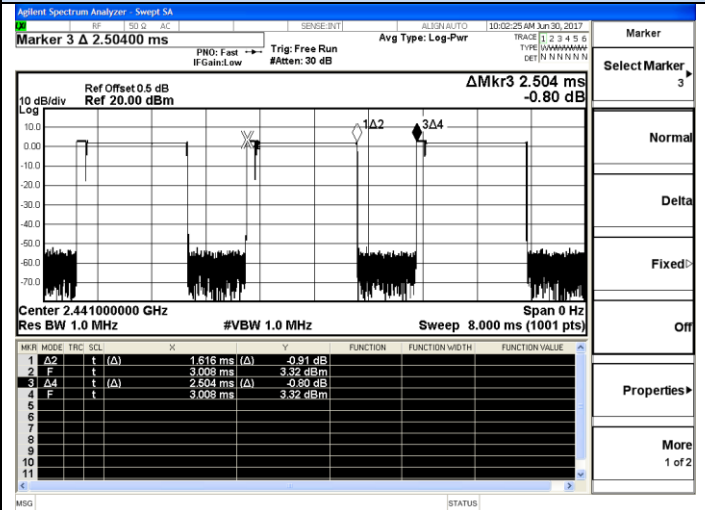 Agilent Spectrum Analyzer - Swept SA
RF 50 Ω AC SENSE:INT ALIGN AUTO 10:02:25 AM Jun 30, 2017
Marker 3 Δ 2.50400 ms
PNO: Fast
IFGain:Low
Trig: Free Run
#Atten: 30 dB
Avg Type: Log-Pwr
TRACE 1 2 3 4 5 6
TYPE
DET N N N N N N
Ref Offset 0.5 dB
10 dB/div Ref 20.00 dBm
Log
ΔMkr3 2.504 ms
-0.80 dB
10.0
0.00
-10.0
-20.0
-30.0
-40.0
-50.0
-60.0
-70.0
1Δ2
3Δ4
Center 2.441000000 GHz Span 0 Hz
Res BW 1.0 MHz #VBW 1.0 MHz Sweep 8.000 ms (1001 pts)
MKR MODE TRC SCL X Y FUNCTION FUNCTION WIDTH FUNCTION VALUE
1 Δ2 t (Δ) 1.616 ms (Δ) -0.91 dB
2 F t 3.008 ms 3.32 dBm
3 Δ4 t (Δ) 2.504 ms (Δ) -0.80 dB
4 F t 3.008 ms 3.32 dBm
5
6
7
8
9
10
11
MSG STATUS
Marker
Select Marker
3
Normal
Delta
Fixed
Off
Properties
More
1 of 2